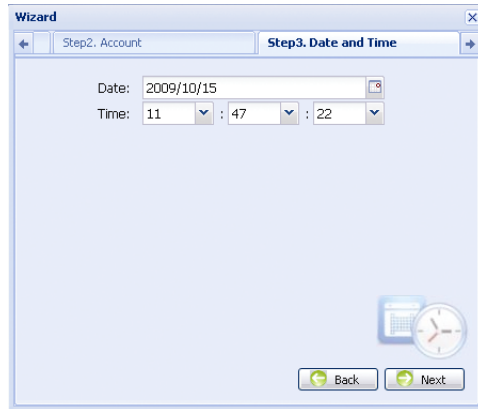 Wizard
Step2. Account Step3. Date and Time
Date: 2009/10/15
Time: 11 : 47 : 22
Back Next